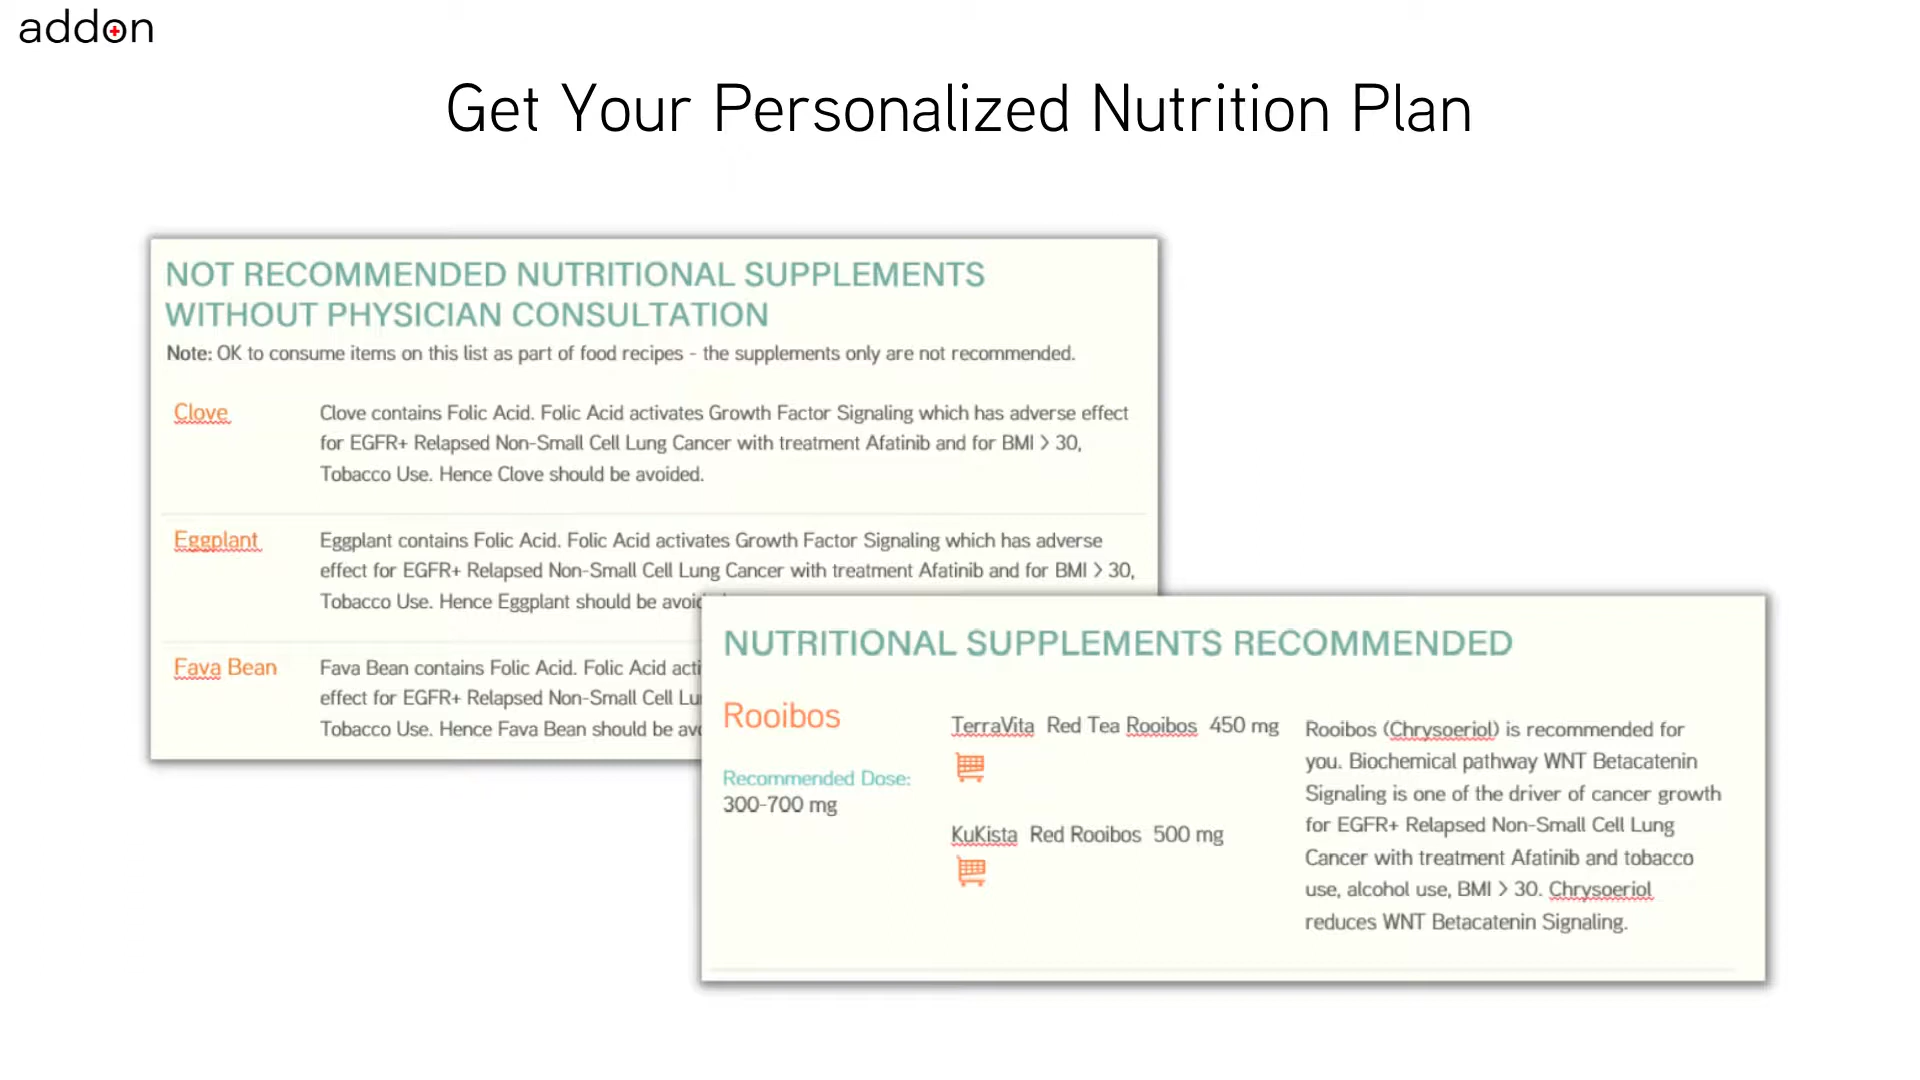 addon
Get Your Personalized Nutrition Plan
NOT RECOMMENDED NUTRITIONAL SUPPLEMENTS
WITHOUT PHYSICIAN CONSULTATION
Note: OK to consume items on this list as part of food recipes - the supplements only are not recommended.
Clove
Clove contains Folic Acid. Folic Acid activates Growth Factor Signaling which has adverse effect
for EGFR+ Relapsed Non-Small Cell Lung Cancer with treatment Afatinib and for BMI > 30,
Tobacco Use. Hence Clove should be avoided.
Eggplant
Eggplant contains Folic Acid. Folic Acid activates Growth Factor Signaling which has adverse
effect for EGFR+ Relapsed Non-Small Cell Lung Cancer with treatment Afatinib and for BMI > 30,
Tobacco Use. Hence Eggplant should be
Fava Bean
Fava Bean contains Folic Acid. Folic Acid
effect for EGFR+ Relapsed Non-Small Cell
Tobacco Use. Hence Fava Bean should be
NUTRITIONAL SUPPLEMENTS RECOMMENDED
Rooibos
Recommended Dose:
300-700 mg
TerraVita Red Tea Rooibos 450 mg
KuKista Red Rooibos 500 mg
Rooibos (Chrysoeriol) is recommended for
you. Biochemical pathway WNT Betacatenin
Signaling is one of the driver of cancer growth
for EGFR+ Relapsed Non-Small Cell Lung
Cancer with treatment Afatinib and tobacco
use, alcohol use, BMI > 30. Chrysoeriol
reduces WNT Betacatenin Signaling.